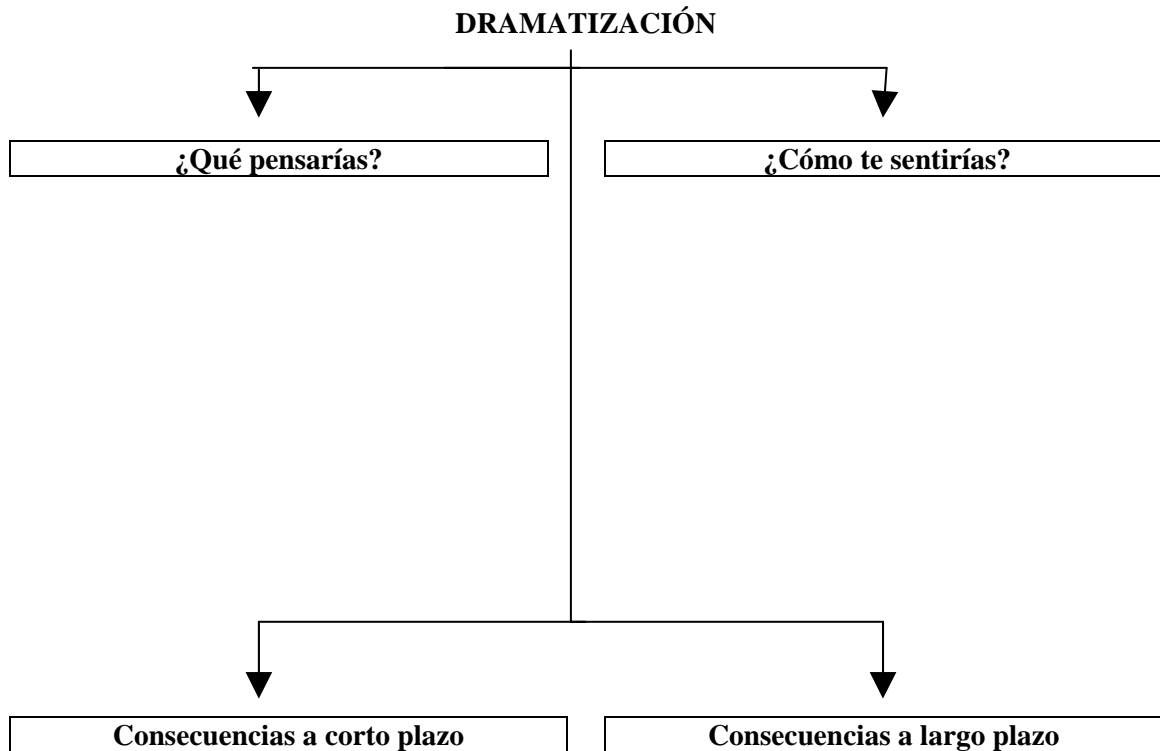 DRAMATIZACIÓN
¿Qué pensarías?
¿Cómo te sentirías?
Consecuencias a corto plazo
Consecuencias a largo plazo